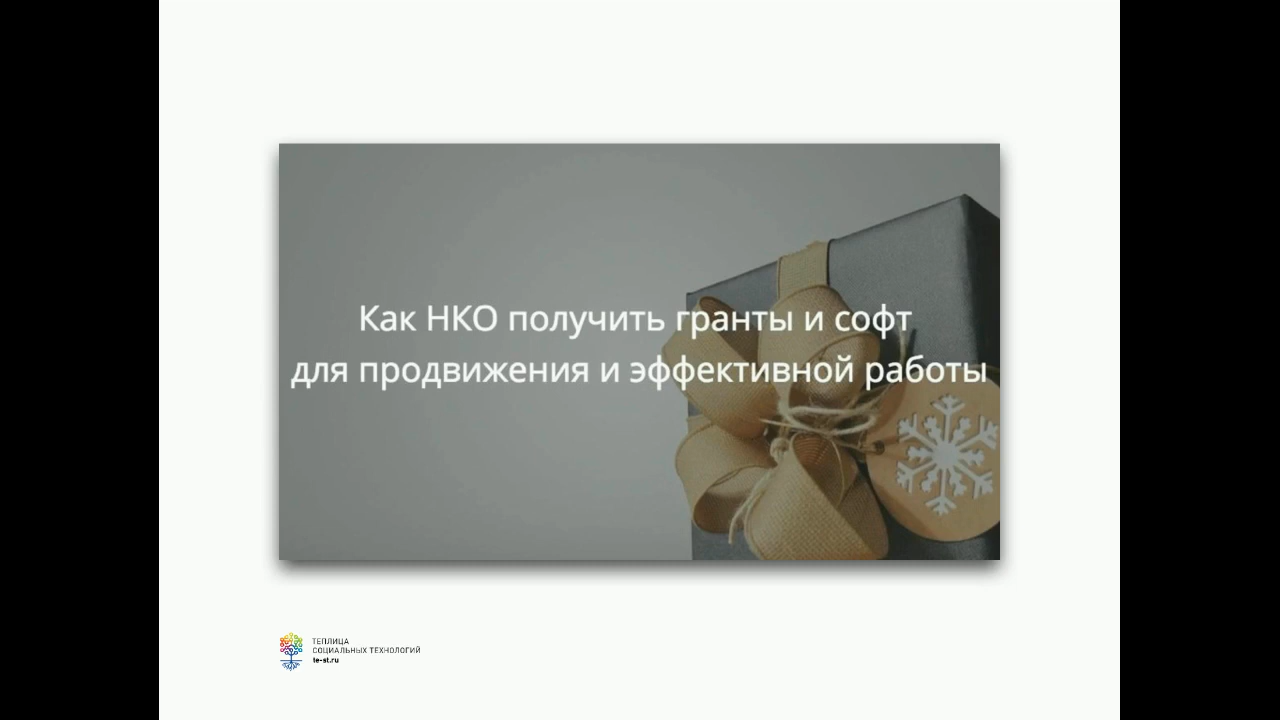 Как НКО получить гранты и софт
для продвижения и эффективной работы
ТЕПЛИЦА
СОЦИАЛЬНЫХ ТЕХНОЛОГИЙ
te-st.ru